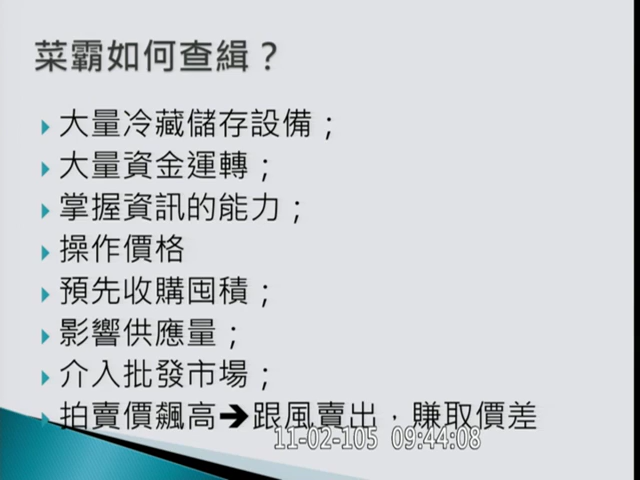 菜霸如何查緝？
大量冷藏儲存設備；
大量資金運轉；
掌握資訊的能力；
操作價格
預先收購囤積；
影響供應量；
介入批發市場；
拍賣價飆高➔跟風賣出，賺取價差
11-02-105 09:44:08